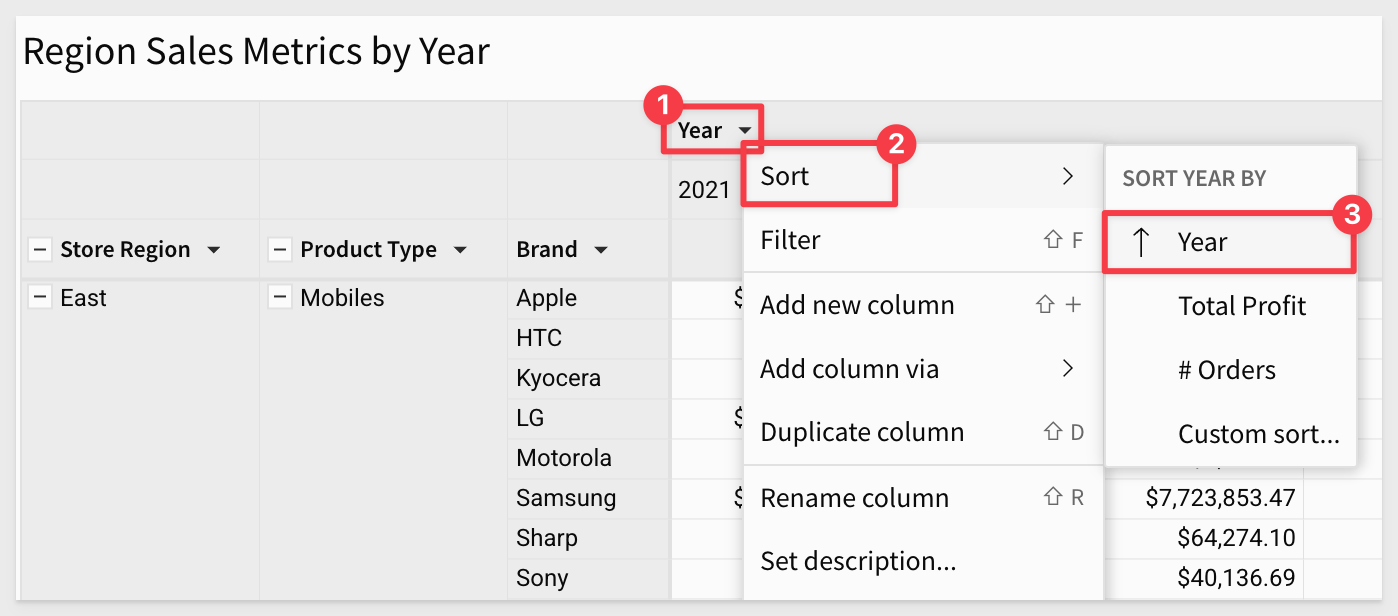 Region Sales Metrics by Year
1
Year
2
2021
Sort
SORT YEAR BY
3
Year
Filter ⇧ F
Store Region
Product Type
Brand
East
Mobiles
Apple
$
Add new column ⇧ +
Total Profit
HTC
Kyocera
Add column via
# Orders
LG
$
Duplicate column ⇧ D
Custom sort...
Motorola
Samsung
$
Rename column ⇧ R
$7,723,853.47
Sharp
$64,274.10
Set description...
Sony
$40,136.69